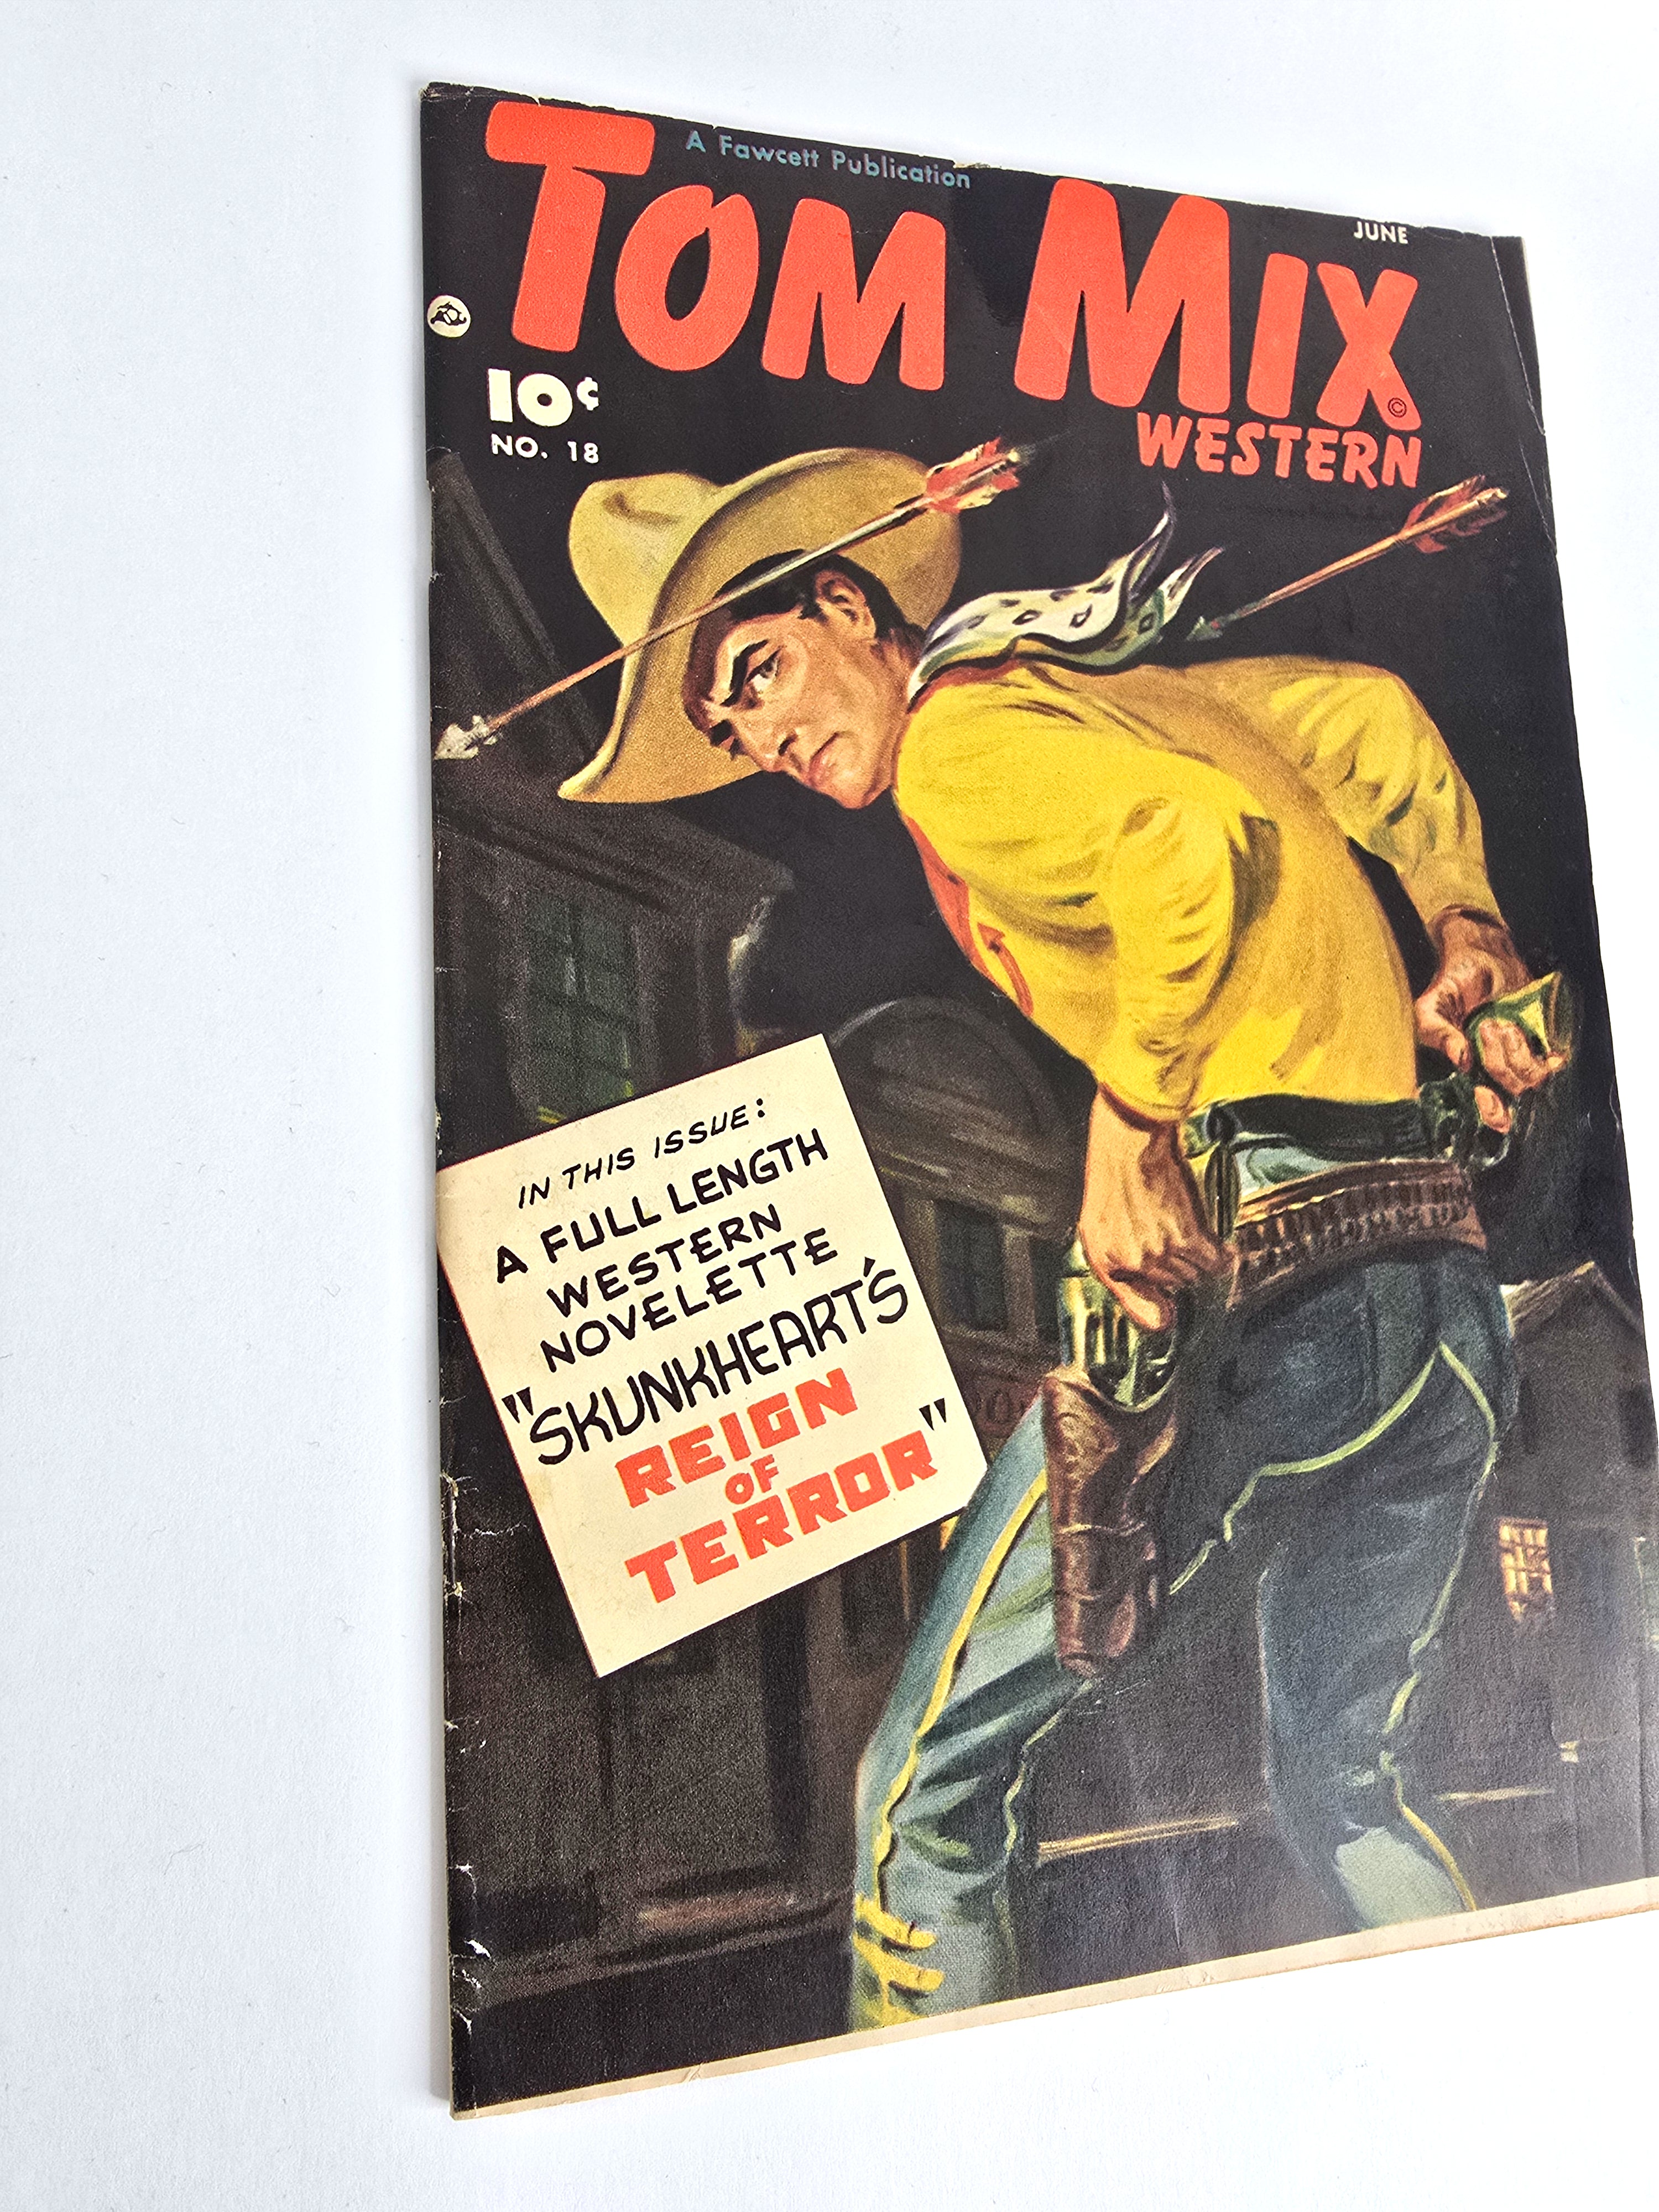 A Fawcett Publication
TOM MIX
JUNE
©
WESTERN
10¢
NO. 18
IN THIS ISSUE:
A FULL LENGTH
WESTERN
NOVELETTE
"SKUNKHEART'S
REIGN
OF
TERROR"